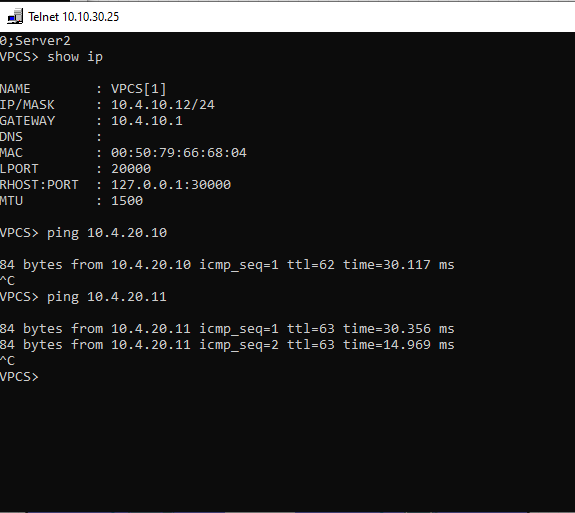 Telnet 10.10.30.25
0;Server2
VPCS> show ip
NAME : VPCS[1]
IP/MASK : 10.4.10.12/24
GATEWAY : 10.4.10.1
DNS :
MAC : 00:50:79:66:68:04
LPORT : 20000
RHOST:PORT : 127.0.0.1:30000
MTU : 1500
VPCS> ping 10.4.20.10
84 bytes from 10.4.20.10 icmp_seq=1 ttl=62 time=30.117 ms
^C
VPCS> ping 10.4.20.11
84 bytes from 10.4.20.11 icmp_seq=1 ttl=63 time=30.356 ms
84 bytes from 10.4.20.11 icmp_seq=2 ttl=63 time=14.969 ms
^C
VPCS>